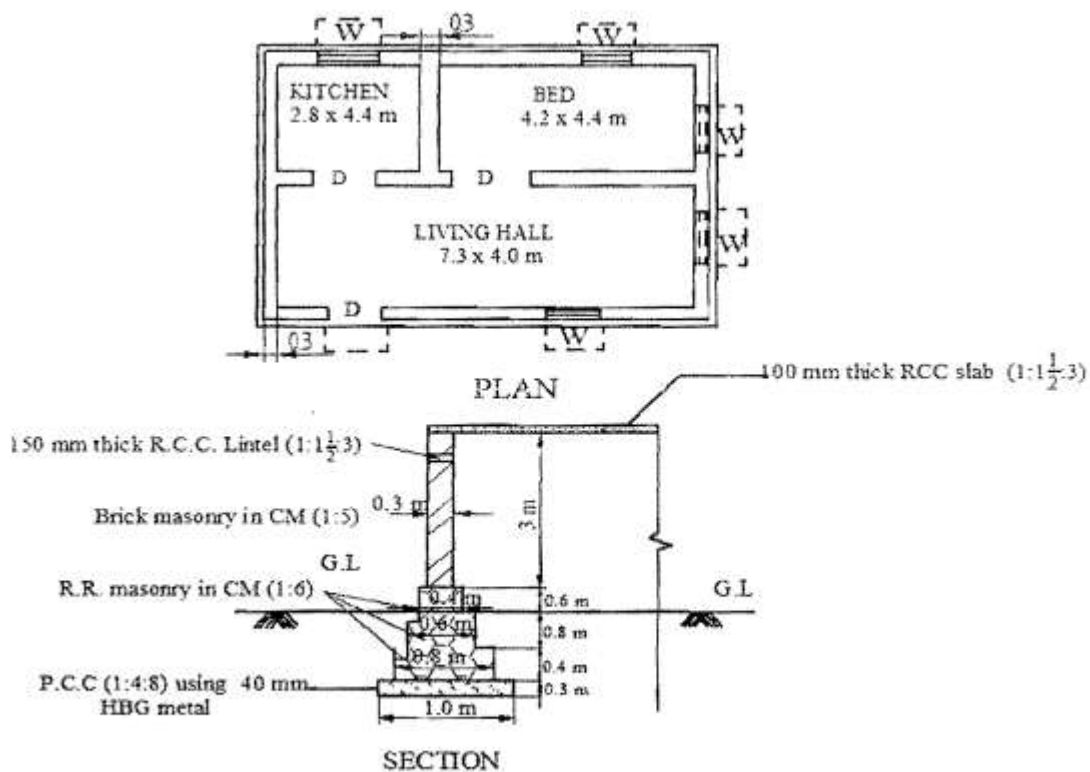 W
03
W
KITCHEN
2.8 x 4.4 m
BED
4.2 x 4.4 m
W
D
D
LIVING HALL
7.3 x 4.0 m
W
D
W
03
PLAN
100 mm thick RCC slab (1:1½:3)
150 mm thick R.C.C. Lintel (1:1½:3)
0.3 m
3 m
Brick masonry in CM (1:5)
G.L
G.L
R.R. masonry in CM (1:6)
0.4 m
0.6 m
0.6 m
0.8 m
0.8 m
0.4 m
P.C.C (1:4:8) using 40 mm
HBG metal
0.3 m
1.0 m
SECTION